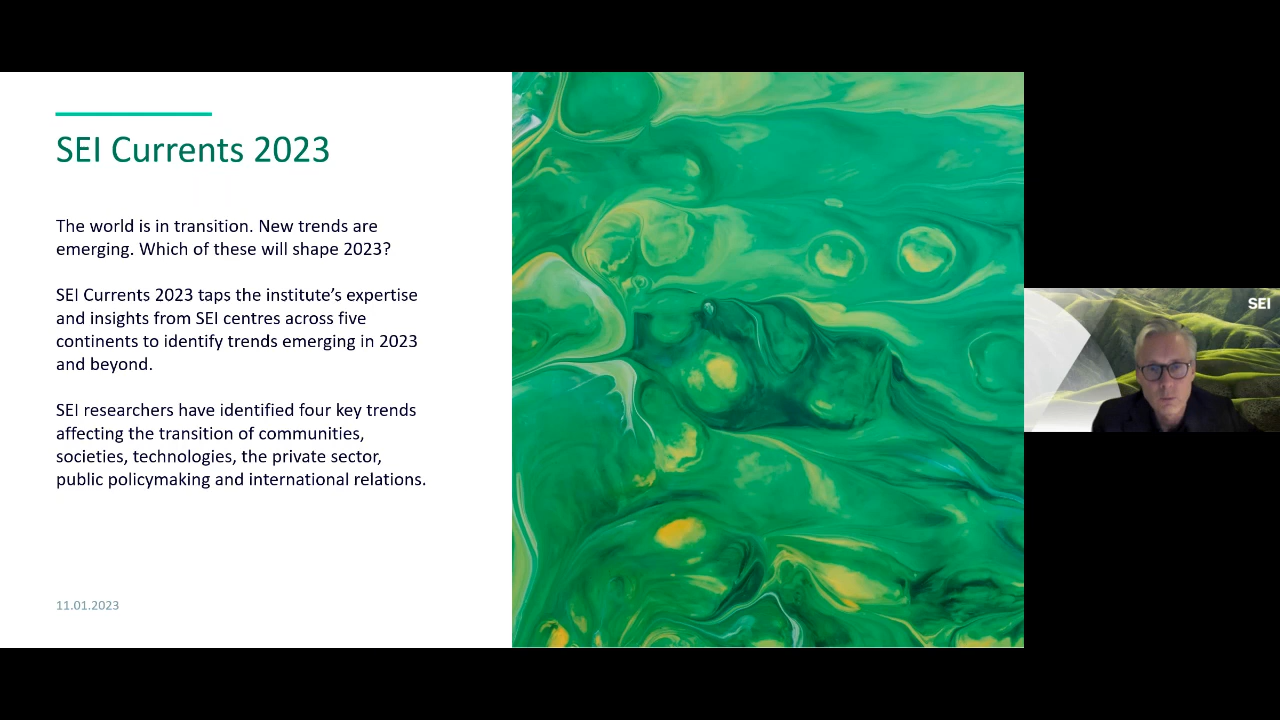 SEI Currents 2023
The world is in transition. New trends are
emerging. Which of these will shape 2023?
SEI Currents 2023 taps the institute’s expertise
and insights from SEI centres across five
continents to identify trends emerging in 2023
and beyond.
SEI researchers have identified four key trends
affecting the transition of communities,
societies, technologies, the private sector,
public policymaking and international relations.
11.01.2023
SEI